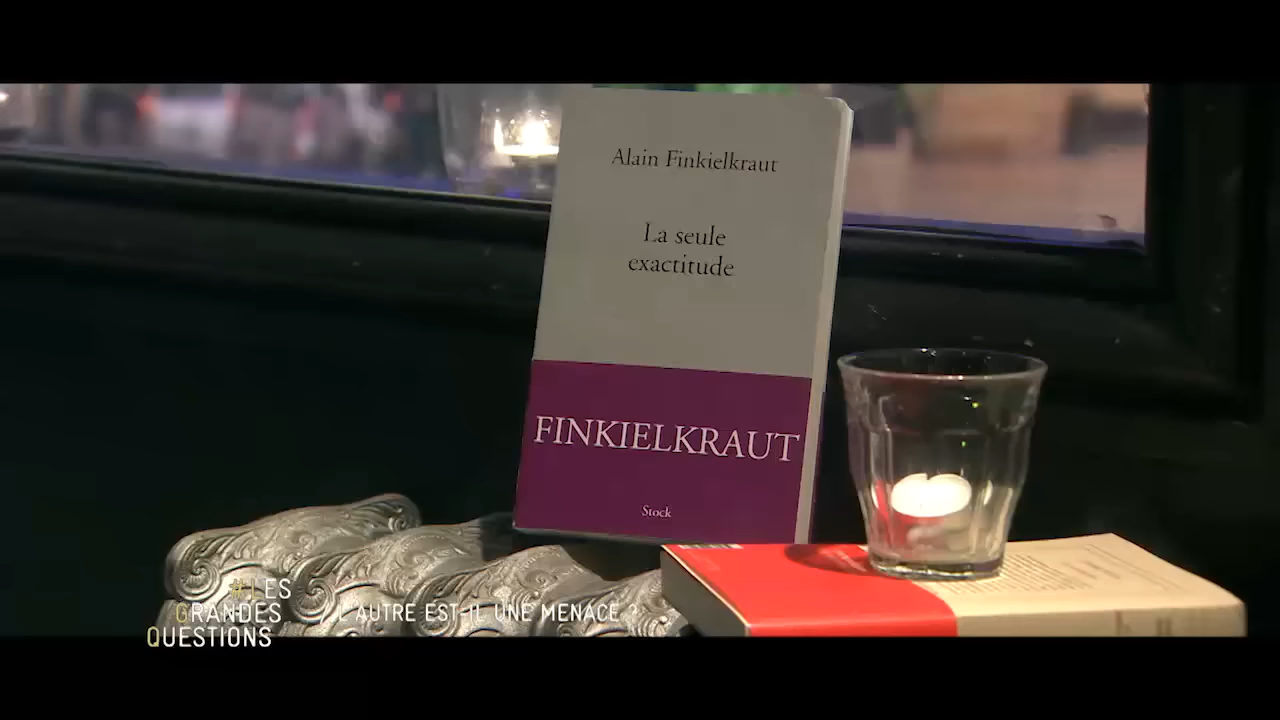 Alain Finkielkraut
La seule
exactitude
FINKIELKRAUT
Stock
#LES
GRANDES
QUESTIONS
L'AUTRE EST-IL UNE MENACE ?